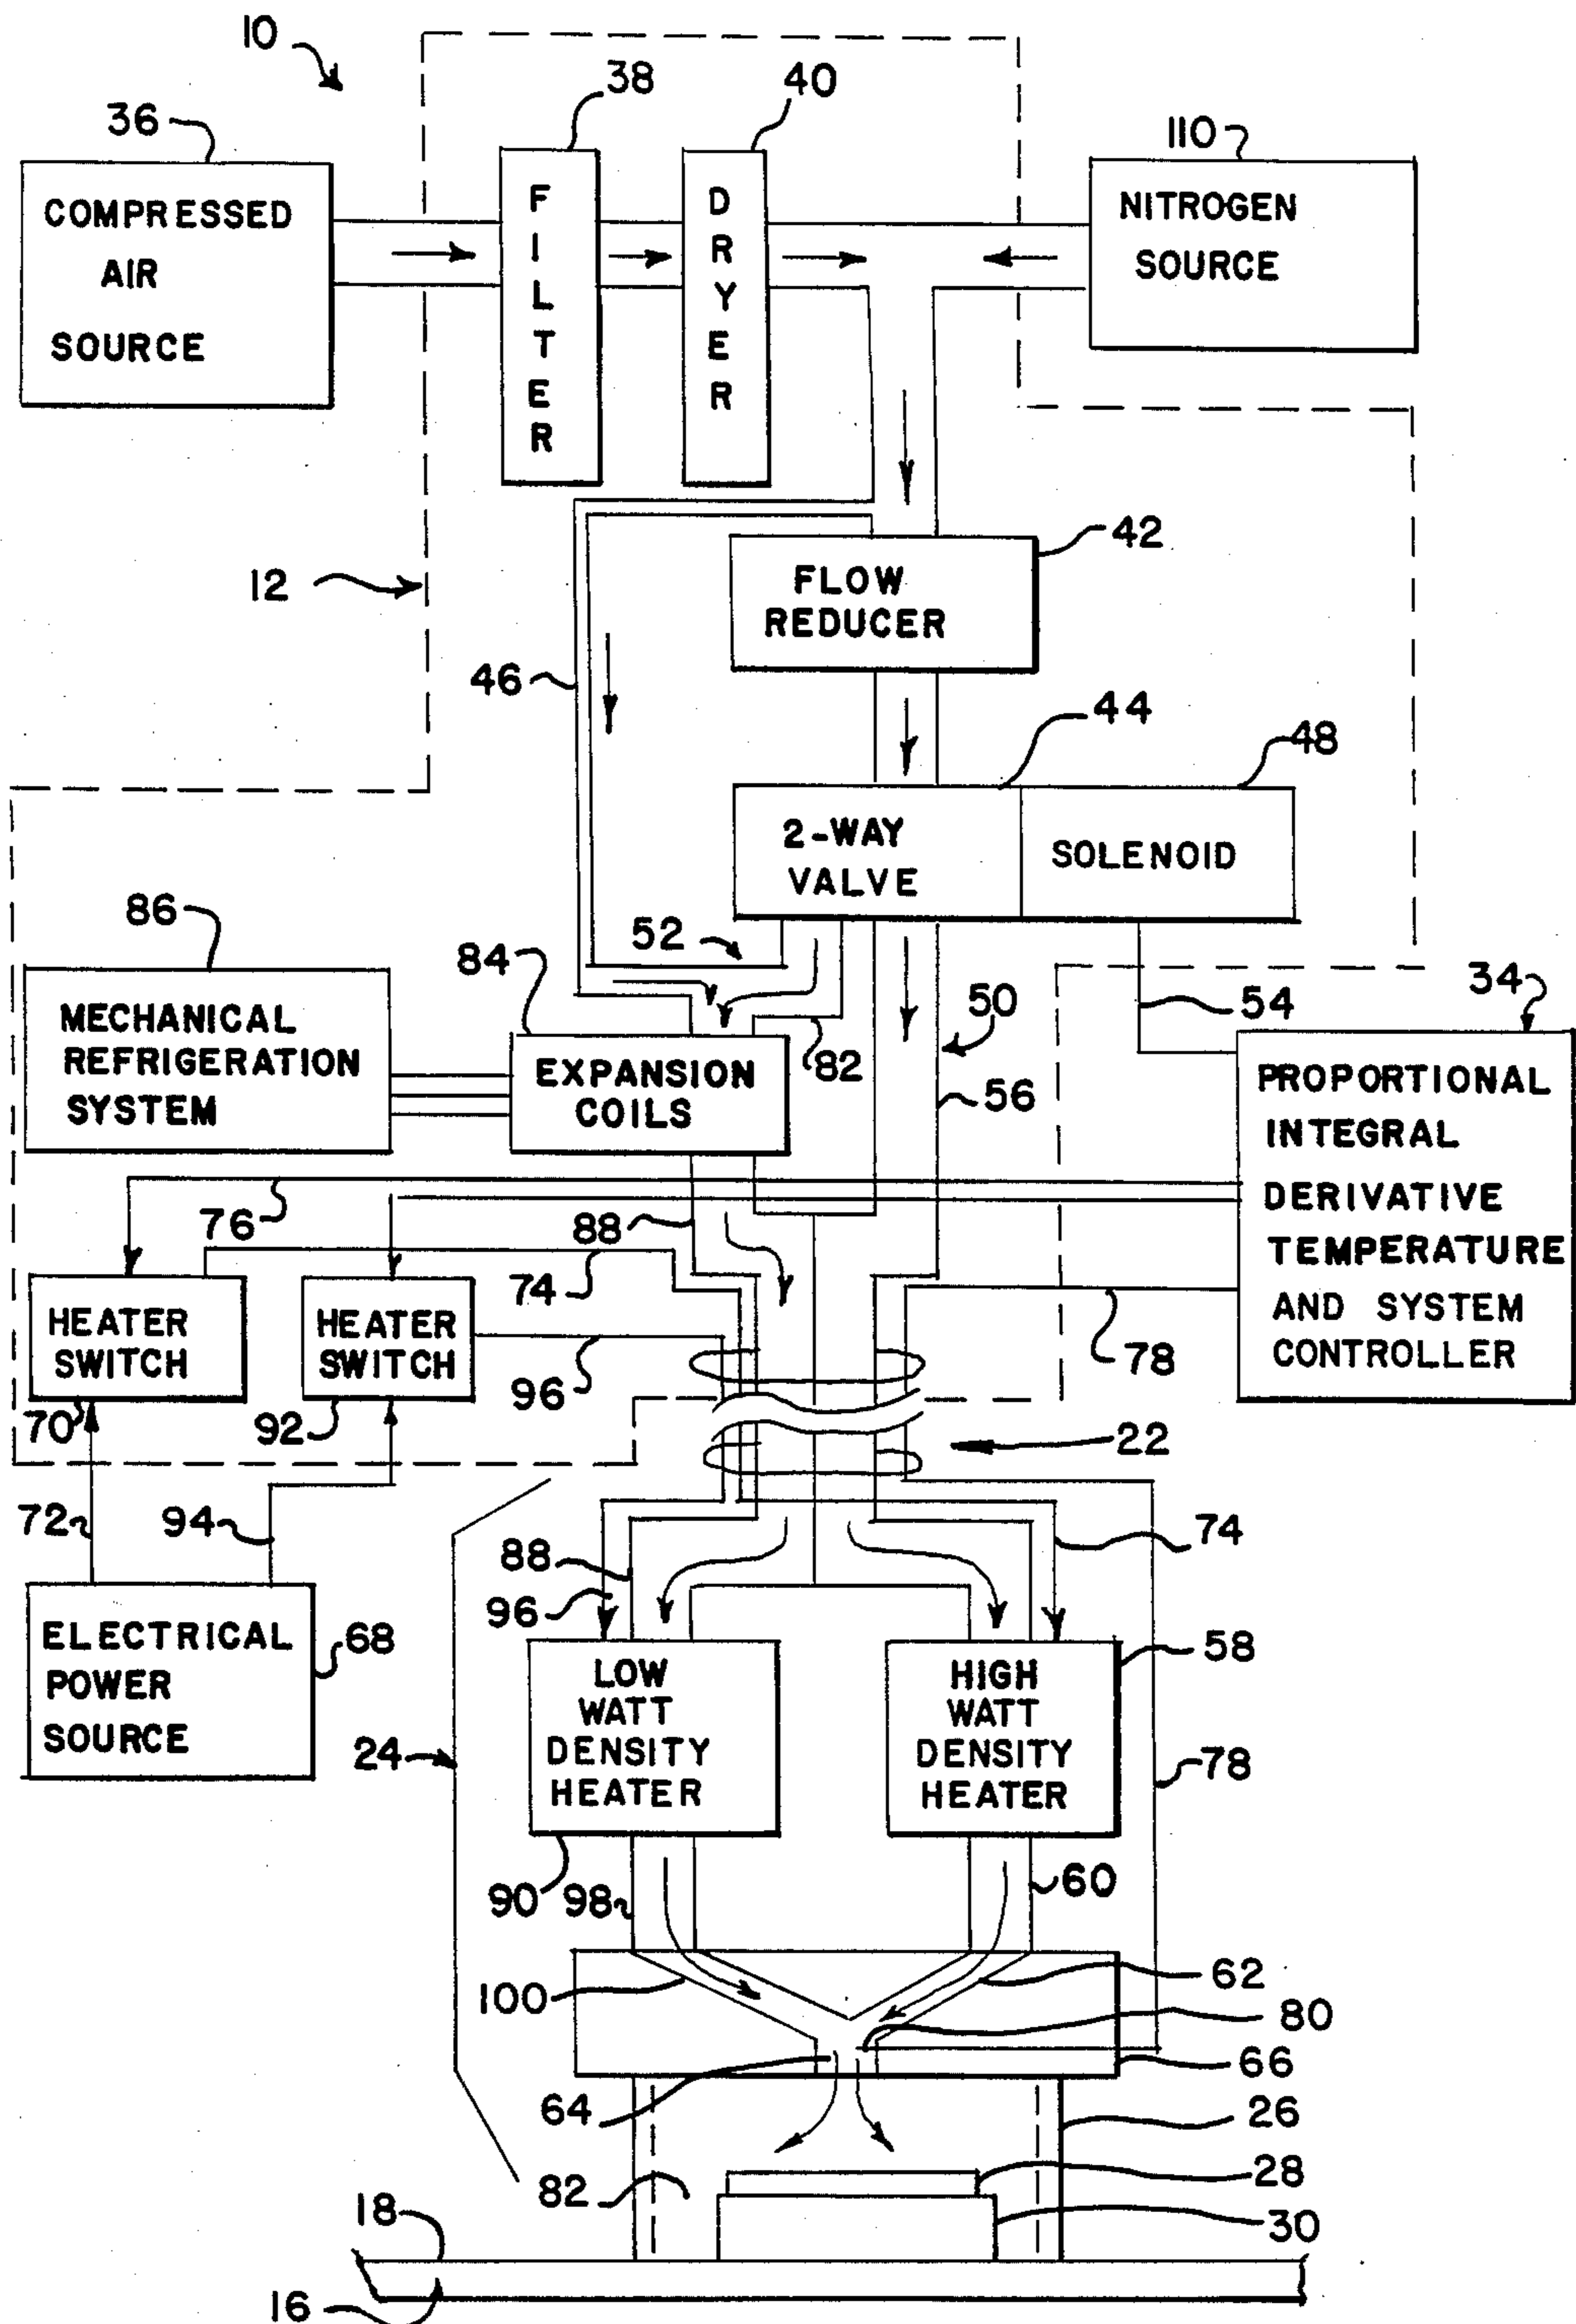 10
36
38
40
110
COMPRESSED
AIR
SOURCE
FILTER
DRYER
NITROGEN
SOURCE
12
42
FLOW
REDUCER
46
44
48
2-WAY
VALVE
SOLENOID
86
84
52
34
54
50
82
56
MECHANICAL
REFRIGERATION
SYSTEM
EXPANSION
COILS
PROPORTIONAL
INTEGRAL
DERIVATIVE
TEMPERATURE
AND SYSTEM
CONTROLLER
76
88
74
78
HEATER
SWITCH
HEATER
SWITCH
96
70
92
22
72
94
88
96
74
ELECTRICAL
POWER
SOURCE
68
LOW
WATT
DENSITY
HEATER
HIGH
WATT
DENSITY
HEATER
58
24
78
90
98
60
100
62
80
66
64
26
82
28
30
18
16